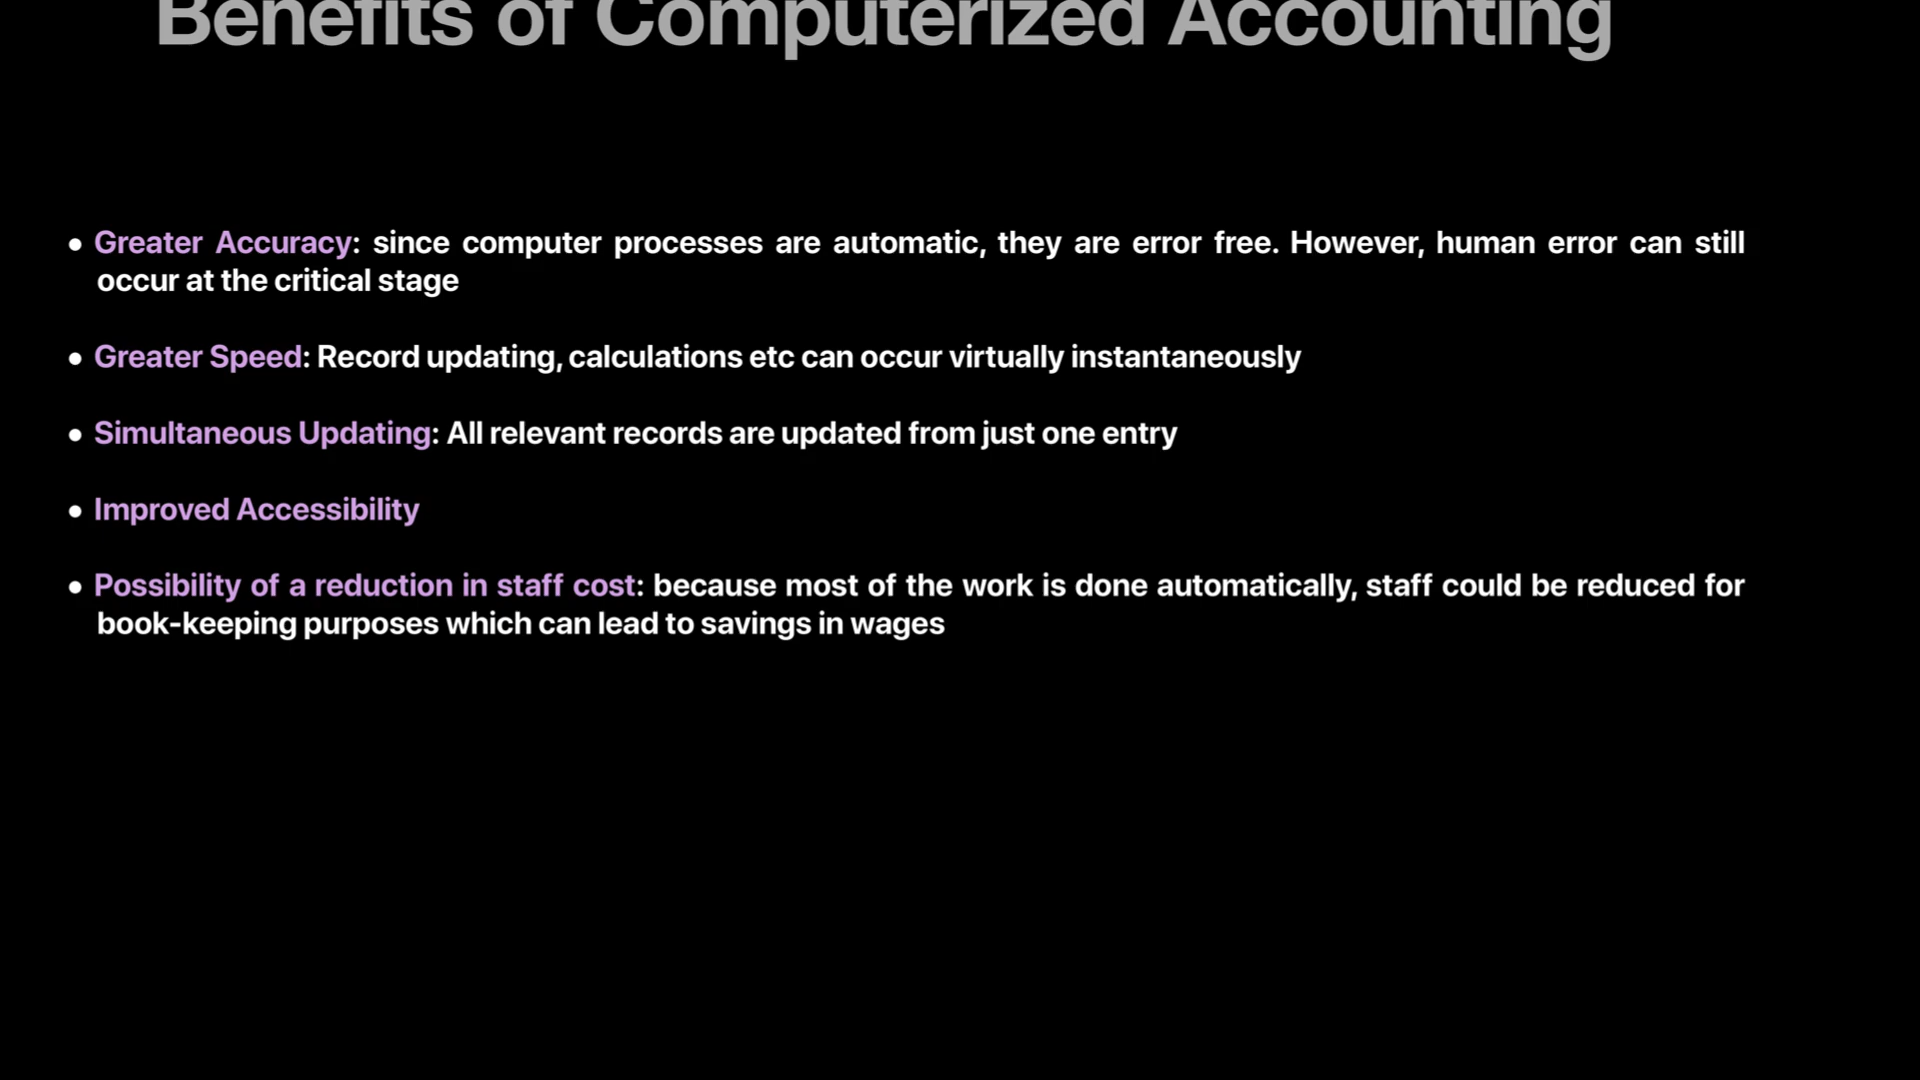 Benefits of Computerized Accounting
• Greater Accuracy: since computer processes are automatic, they are error free. However, human error can still
occur at the critical stage
• Greater Speed: Record updating, calculations etc can occur virtually instantaneously
• Simultaneous Updating: All relevant records are updated from just one entry
• Improved Accessibility
• Possibility of a reduction in staff cost: because most of the work is done automatically, staff could be reduced for
book-keeping purposes which can lead to savings in wages